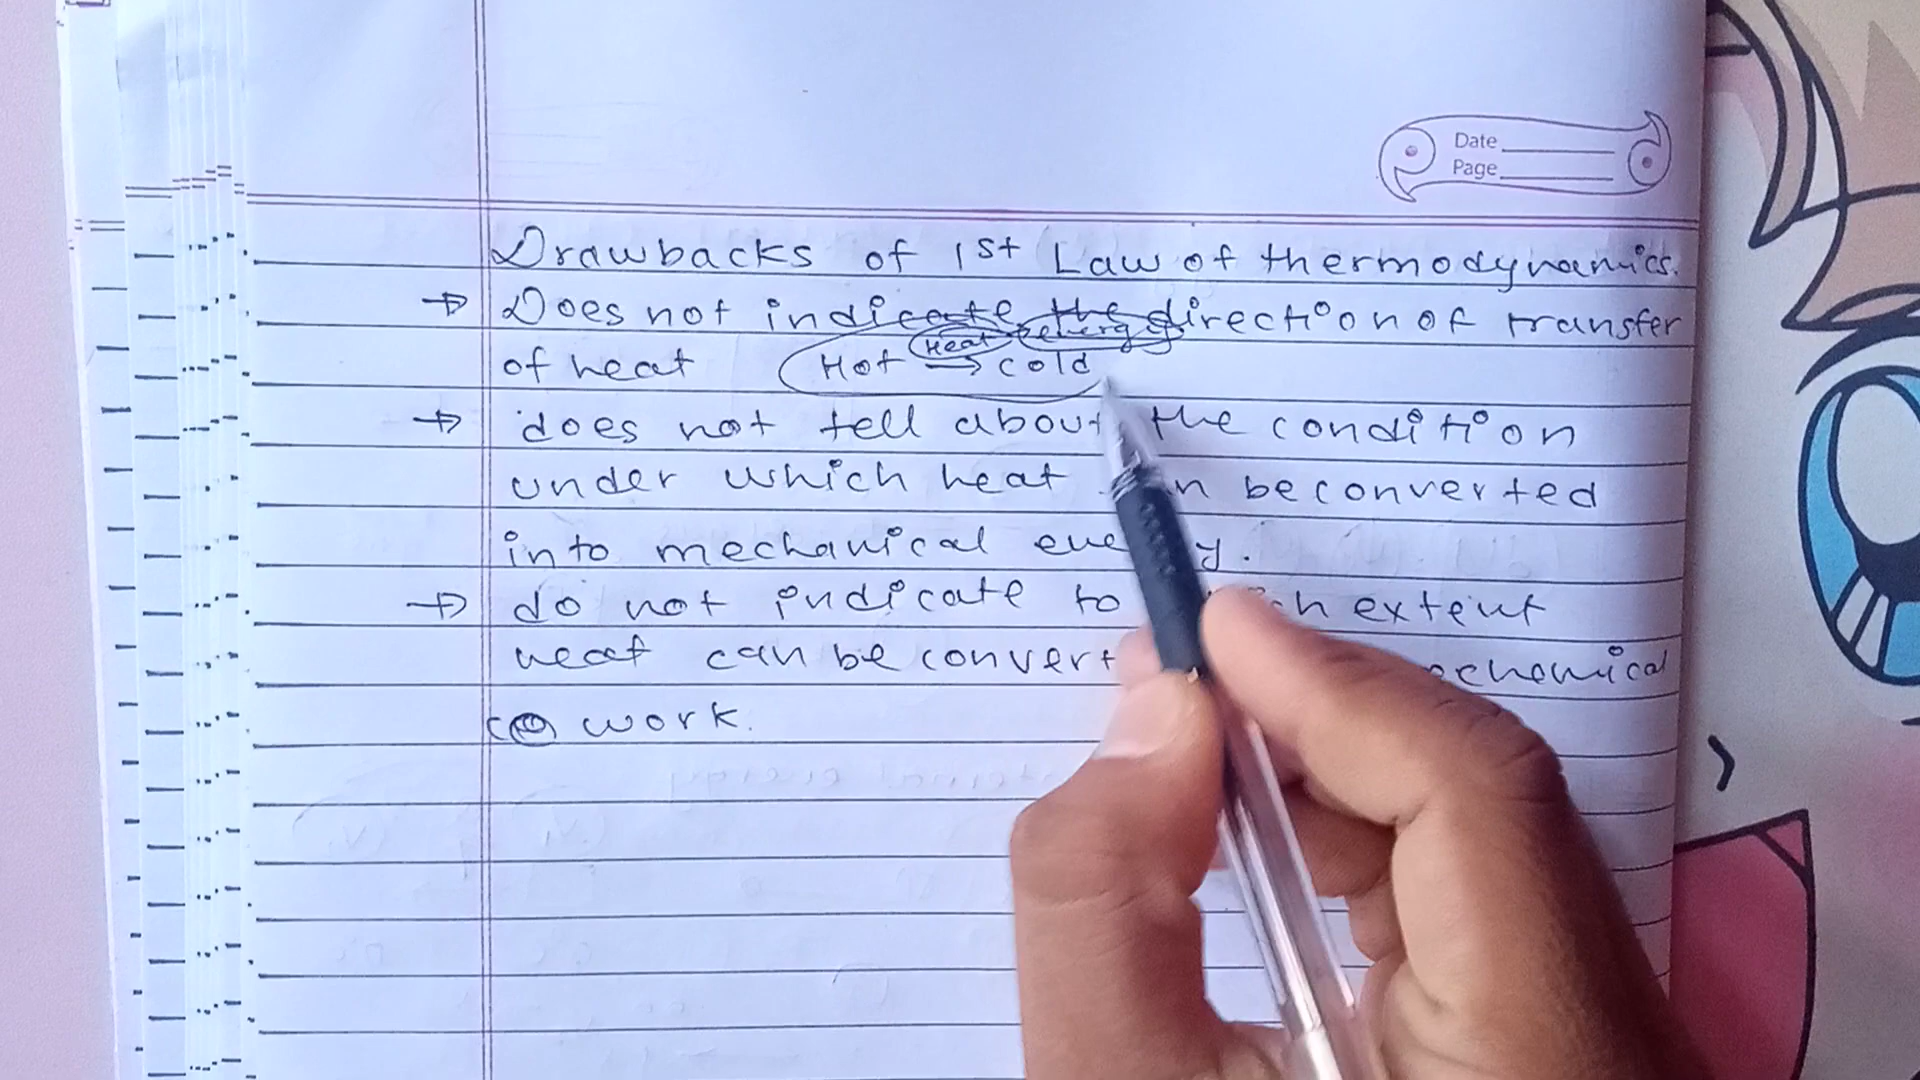 Date
Page
Drawbacks of 1st Law of thermodynamics.
→ Does not indicate the direction of transfer
Heat energy
of heat Hot → cold
→ does not tell about the condition
under which heat be converted
into mechanical
→ do not indicate to extent
heat can be convert
work.